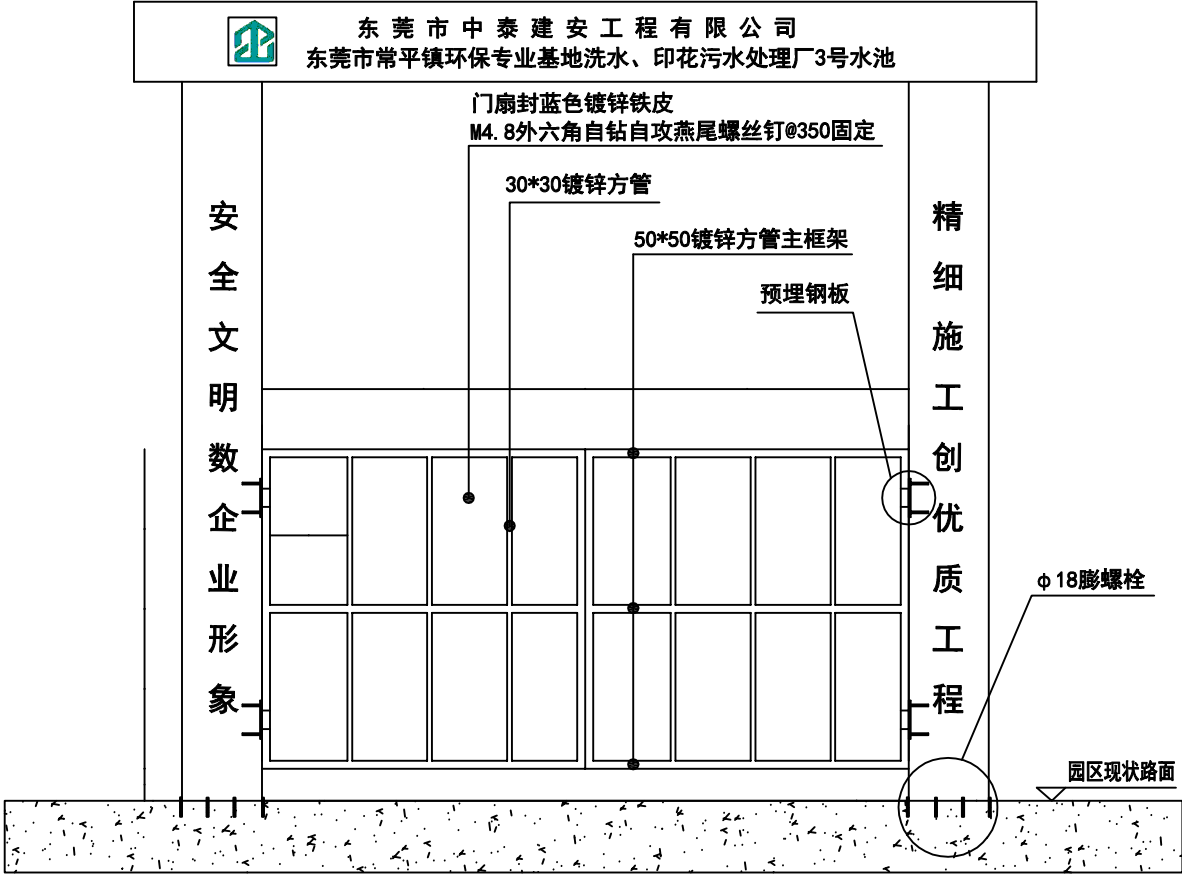 东莞市中泰建安工程有限公司
东莞市常平镇环保专业基地洗水、印花污水处理厂3号水池
门扇封蓝色镀锌铁皮
M4.8外六角自钻自攻燕尾螺丝钉@350固定
30*30镀锌方管
50*50镀锌方管主框架
预埋钢板
安全文明数企业形象
精细施工创优质工程
φ18膨螺栓
园区现状路面